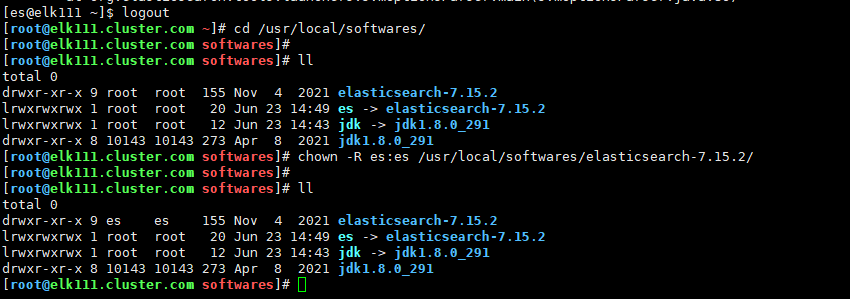 [es@elk111 ~]$ logout
[root@elk111.cluster.com ~]# cd /usr/local/softwares/
[root@elk111.cluster.com softwares]#
[root@elk111.cluster.com softwares]# ll
total 0
drwxr-xr-x 9 root  root  155 Nov  4  2021 elasticsearch-7.15.2
lrwxrwxrwx 1 root  root   20 Jun 23 14:49 es -> elasticsearch-7.15.2
lrwxrwxrwx 1 root  root   12 Jun 23 14:43 jdk -> jdk1.8.0_291
drwxr-xr-x 8 10143 10143 273 Apr  8  2021 jdk1.8.0_291
[root@elk111.cluster.com softwares]# chown -R es:es /usr/local/softwares/elasticsearch-7.15.2/
[root@elk111.cluster.com softwares]#
[root@elk111.cluster.com softwares]# ll
total 0
drwxr-xr-x 9 es    es    155 Nov  4  2021 elasticsearch-7.15.2
lrwxrwxrwx 1 root  root   20 Jun 23 14:49 es -> elasticsearch-7.15.2
lrwxrwxrwx 1 root  root   12 Jun 23 14:43 jdk -> jdk1.8.0_291
drwxr-xr-x 8 10143 10143 273 Apr  8  2021 jdk1.8.0_291
[root@elk111.cluster.com softwares]#